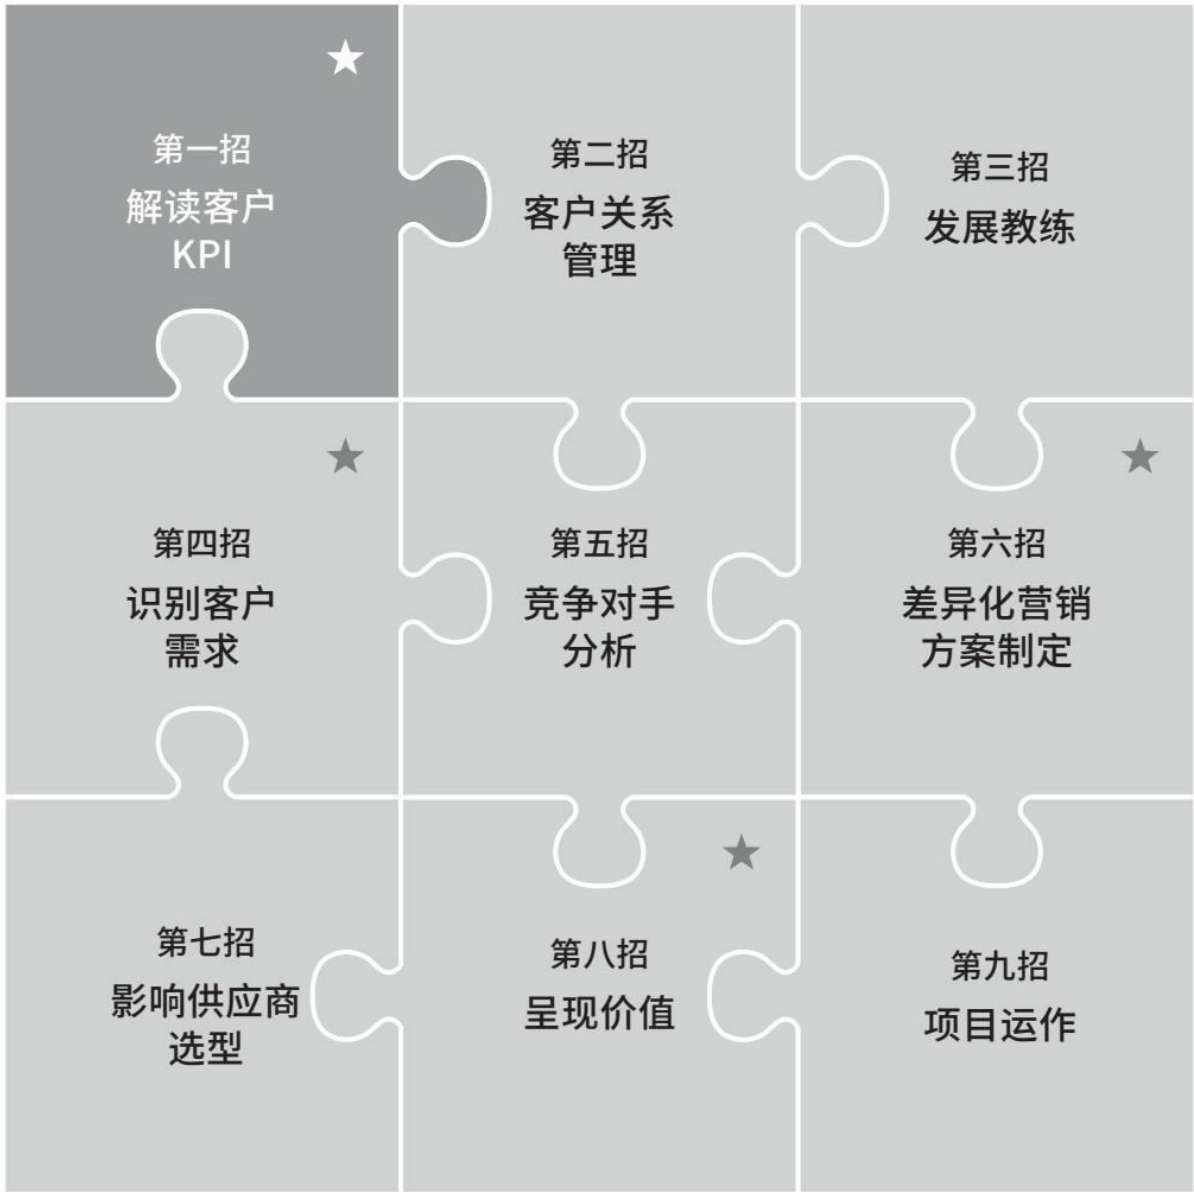 第一招
解读客户
KPI
第二招
客户关系
管理
第三招
发展教练
第四招
识别客户
需求
第五招
竞争对手
分析
第六招
差异化营销
方案制定
第七招
影响供应商
选型
第八招
呈现价值
第九招
项目运作